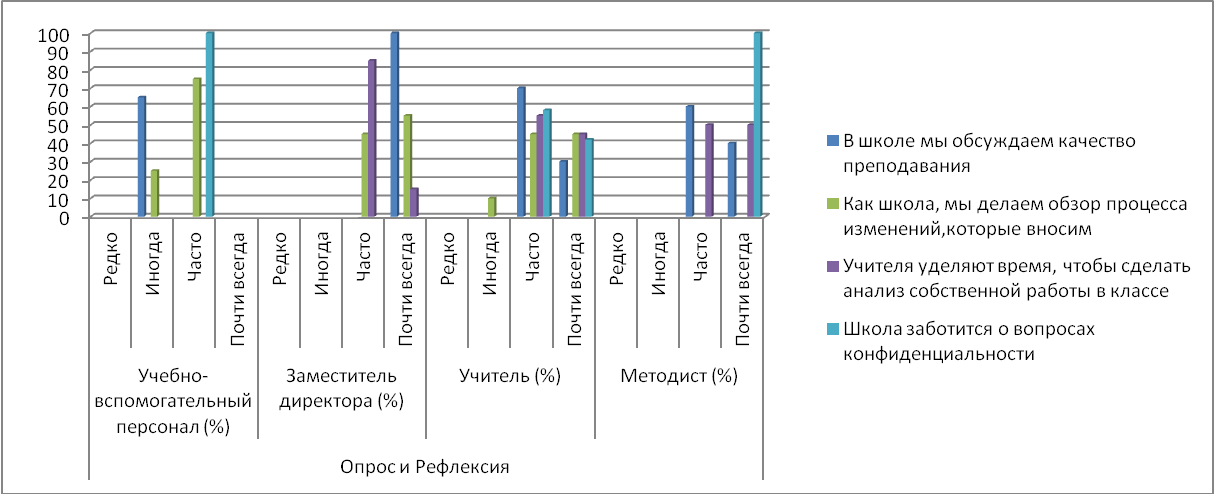 100
90
80
70
60
50
40
30
20
10
0
Редко
Иногда
Часто
Почти всегда
Редко
Иногда
Часто
Почти всегда
Редко
Иногда
Часто
Почти всегда
Редко
Иногда
Часто
Почти всегда
Учебно-
вспомогательный
персонал (%)
Заместитель
директора (%)
Учитель (%)
Методист (%)
Опрос и Рефлексия
В школе мы обсуждаем качество
преподавания
Как школа, мы делаем обзор процесса
изменений,которые вносим
Учителя уделяют время, чтобы сделать
анализ собственной работы в классе
Школа заботится о вопросах
конфиденциальности